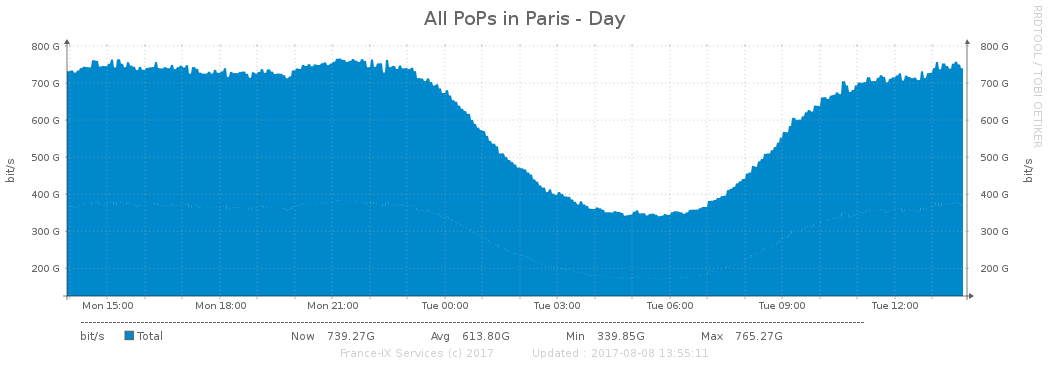 All PoPs in Paris - Day
RRDTOOL / TOBI OETIKER
800 G 800 G
700 G 700 G
600 G 600 G
500 G 500 G
400 G 400 G
300 G 300 G
200 G 200 G
bit/s bit/s
Mon 15:00 Mon 18:00 Mon 21:00 Tue 00:00 Tue 03:00 Tue 06:00 Tue 09:00 Tue 12:00
bit/s Total Now 739.27G Avg 613.80G Min 339.85G Max 765.27G
France-IX Services (c) 2017 Updated : 2017-08-08 13:55:11